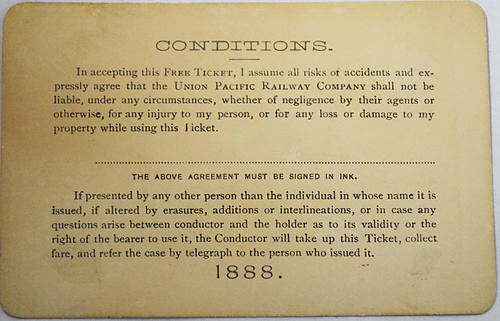 CONDITIONS.
In accepting this FREE TICKET, I assume all risks of accidents and ex-
pressly agree that the UNION PACIFIC RAILWAY COMPANY shall not be
liable, under any circumstances, whether of negligence by their agents or
otherwise, for any injury to my person, or for any loss or damage to my
property while using this Ticket.
THE ABOVE AGREEMENT MUST BE SIGNED IN INK.
If presented by any other person than the individual in whose name it is
issued, if altered by erasures, additions or interlineations, or in case any
questions arise between conductor and the holder as to its validity or the
right of the bearer to use it, the Conductor will take up this Ticket, collect
fare, and refer the case by telegraph to the person who issued it.
1888.